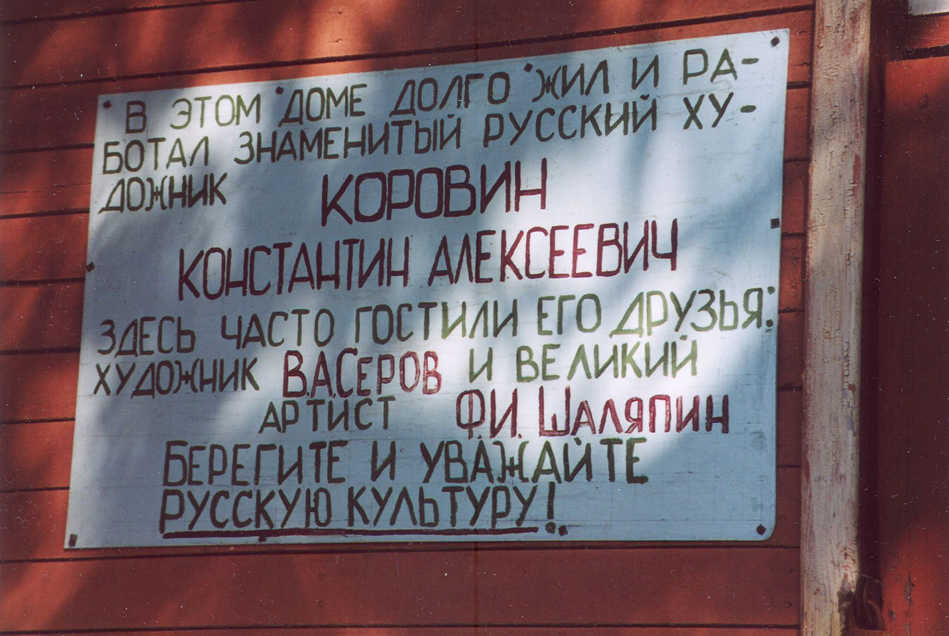 В ЭТОМ ДОМЕ ДОЛГО ЖИЛ И РА-
БОТАЛ ЗНАМЕНИТЫЙ РУССКИЙ ХУ-
ДОЖНИК КОРОВИН
КОНСТАНТИН АЛЕКСЕЕВИЧ
ЗДЕСЬ ЧАСТО ГОСТИЛИ ЕГО ДРУЗЬЯ:
ХУДОЖНИК В.А.СЕРОВ И ВЕЛИКИЙ
АРТИСТ Ф.И. ШАЛЯПИН
БЕРЕГИТЕ И УВАЖАЙТЕ
РУССКУЮ КУЛЬТУРУ!